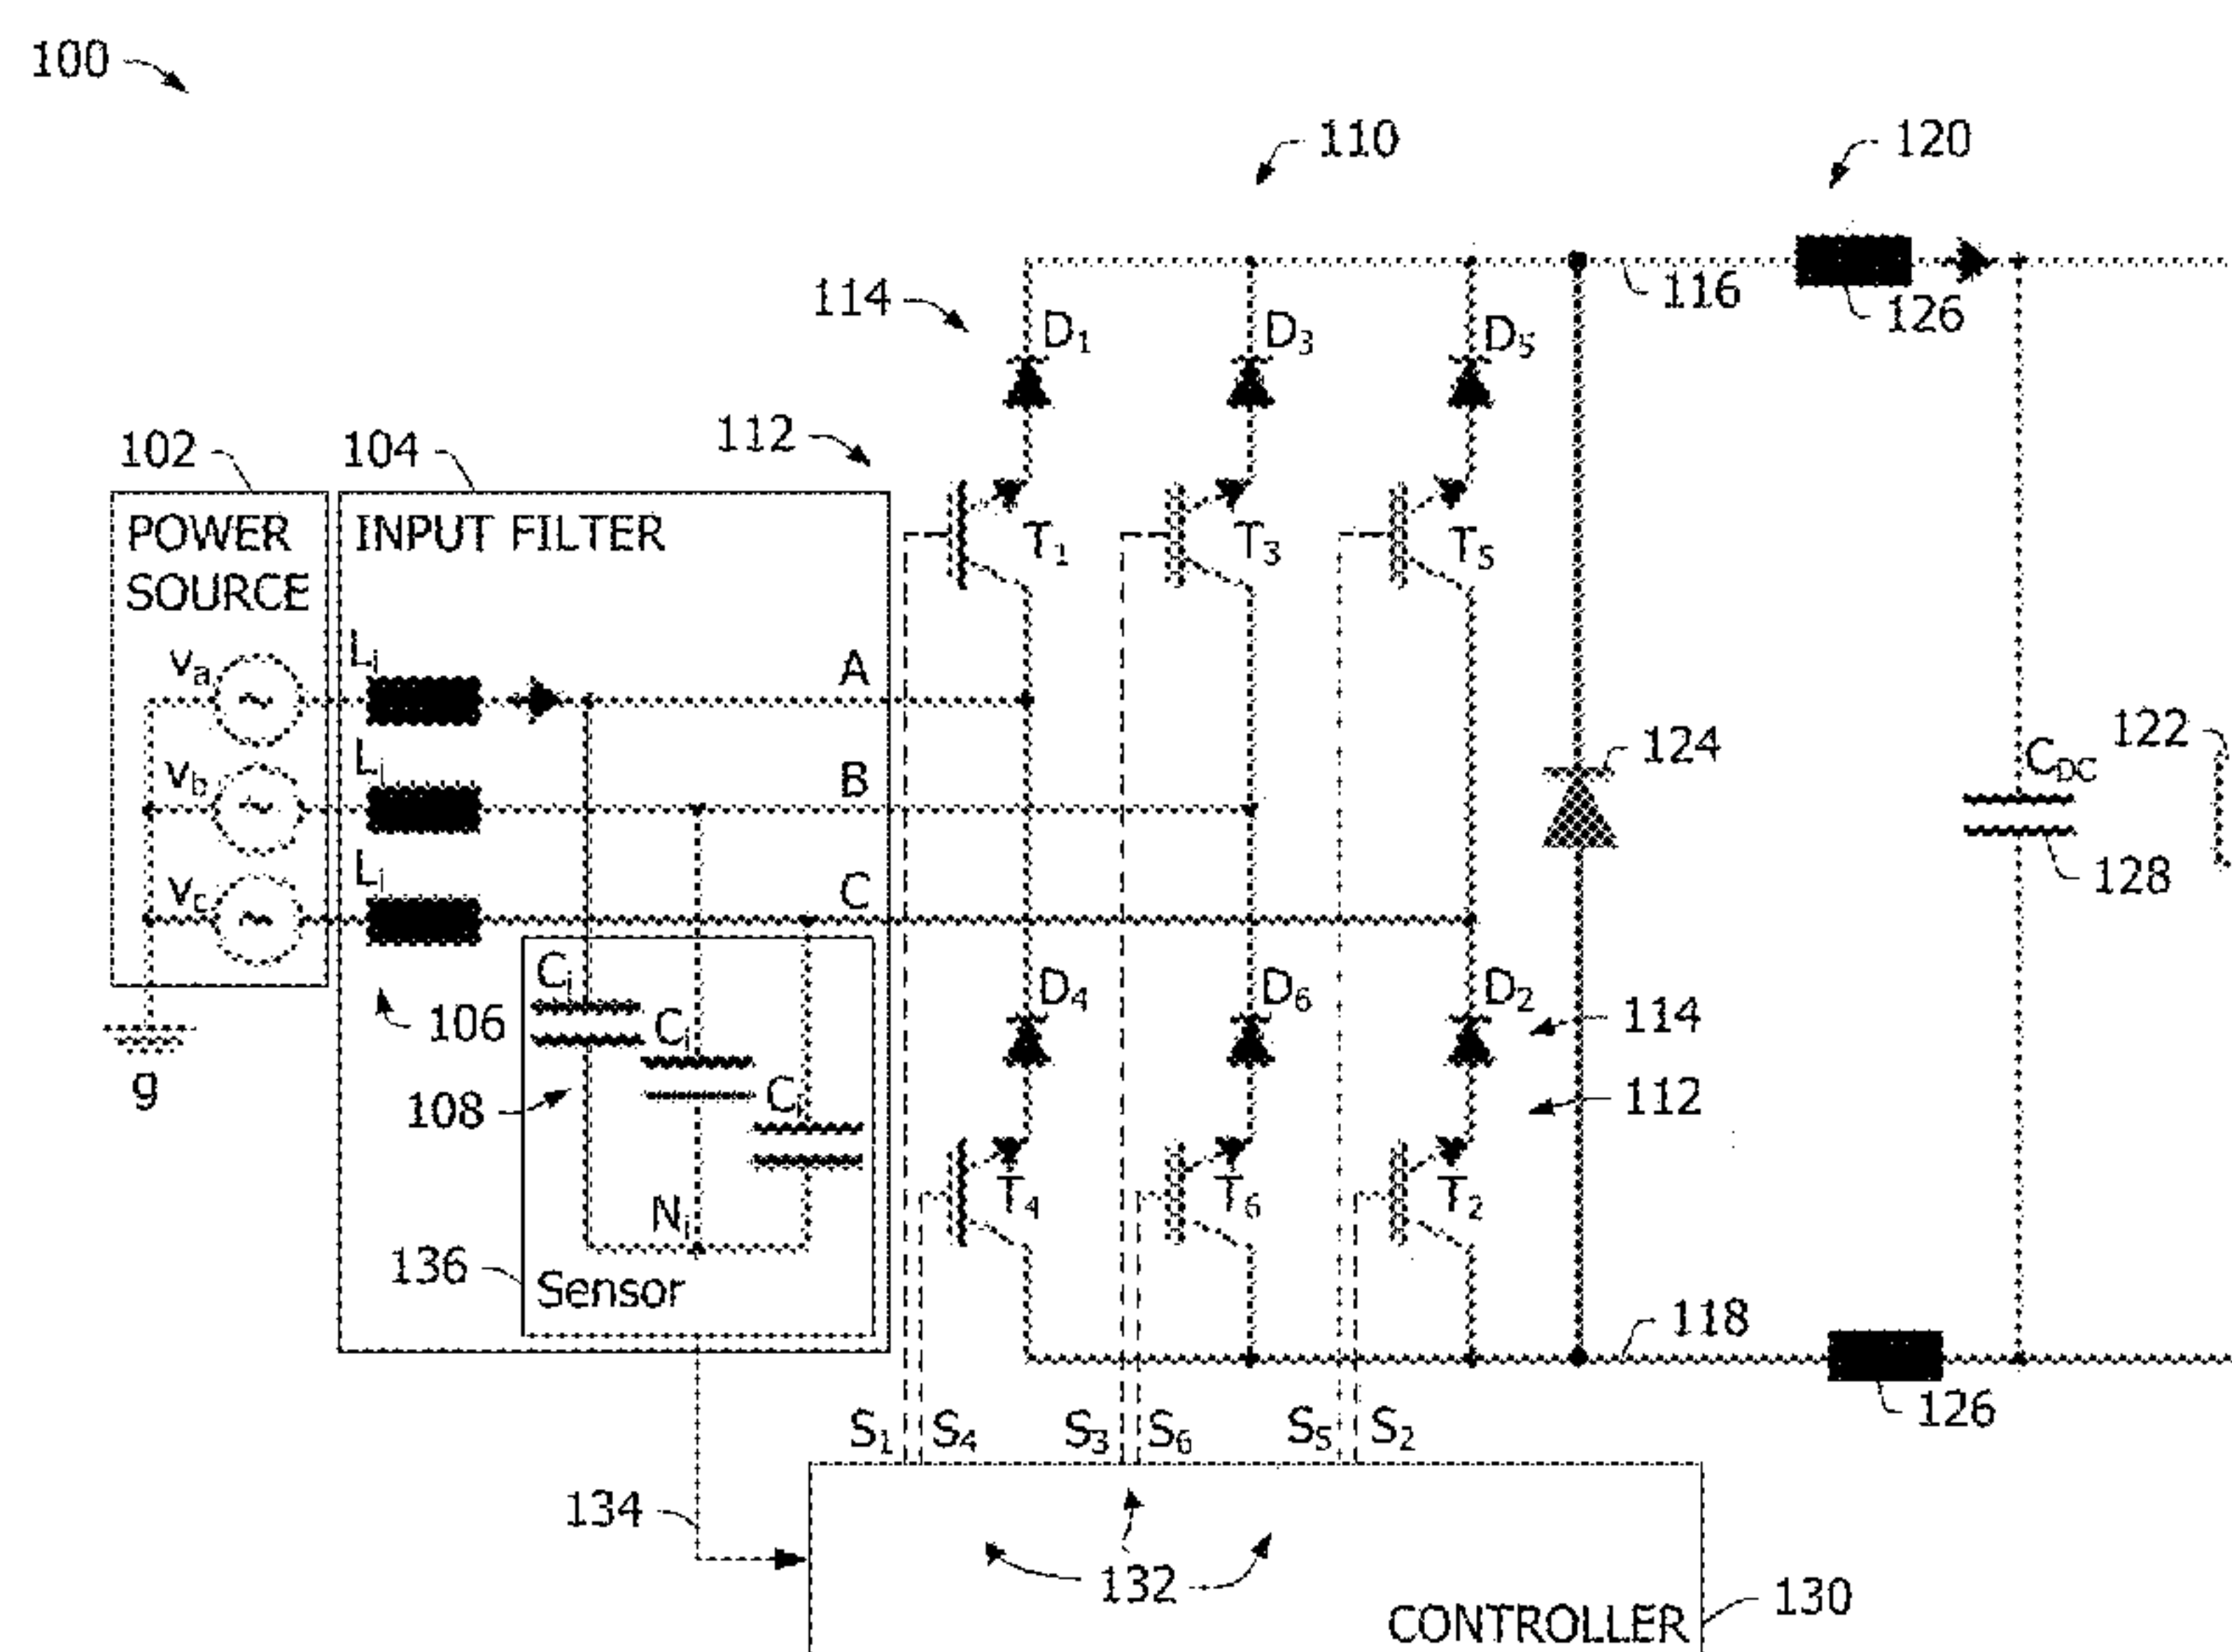 100
110
120
114
D1
D3
D5
116
126
112
102
104
POWER
SOURCE
INPUT FILTER
T1
T3
T5
va
Li
A
vb
Li
B
124
CDC
122
vc
Li
C
128
106
Ci
Ci
Ci
D4
D6
D2
114
g
108
112
T4
T6
T2
Ni
136
Sensor
118
126
S1
S4
S3
S6
S5
S2
134
132
130
CONTROLLER